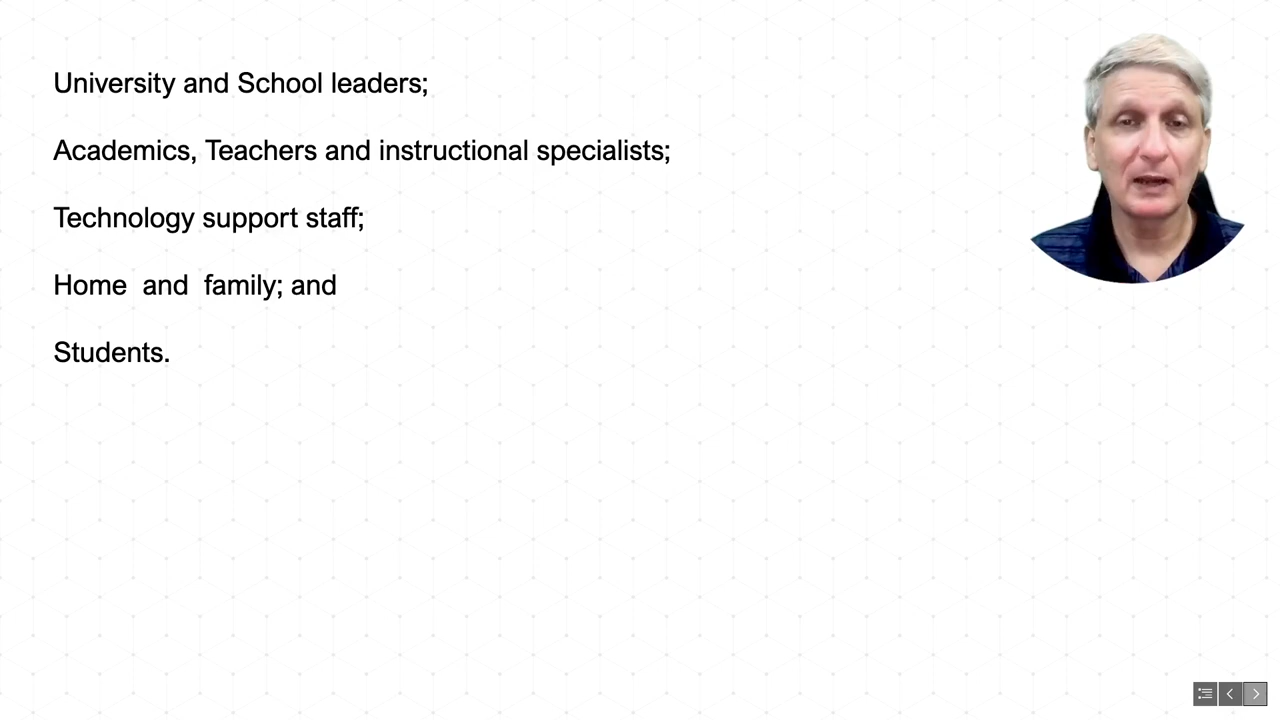 University and School leaders;
Academics, Teachers and instructional specialists;
Technology support staff;
Home and family; and
Students.